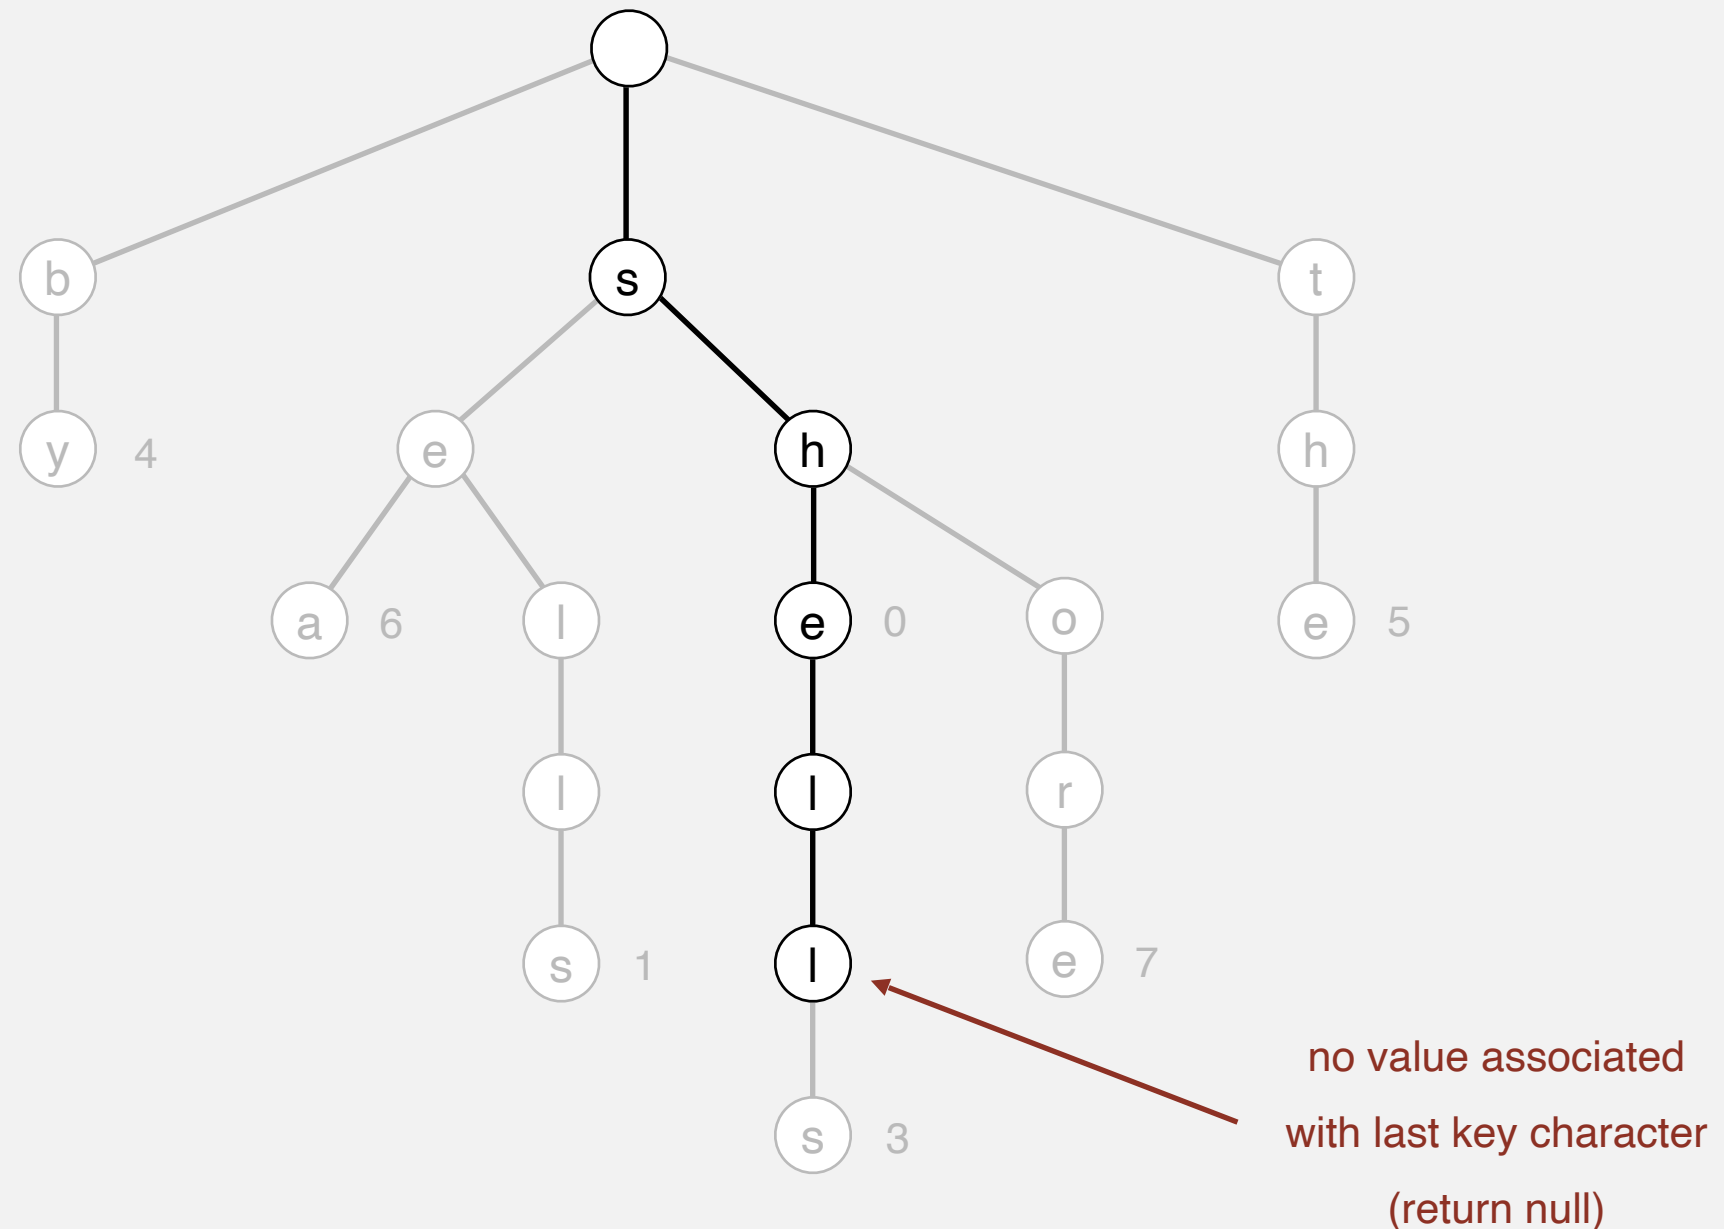 b s t
y 4 e h h
a 6 l e 0 o e 5
l l r
s 1 l e 7
no value associated
with last key character
s 3
(return null)